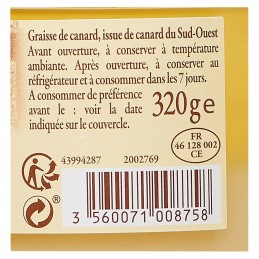 Graisse de canard, issue de canard du Sud-Ouest
Avant ouverture, à conserver à température
ambiante. Après ouverture, à conserver au
réfrigérateur et à consommer dans les 7 jours.
A consommer de préférence
avant le : voir la date
indiquée sur le couvercle.
320g e
FR
46 128 002
CE
43994287
2002769
3 560071 008758